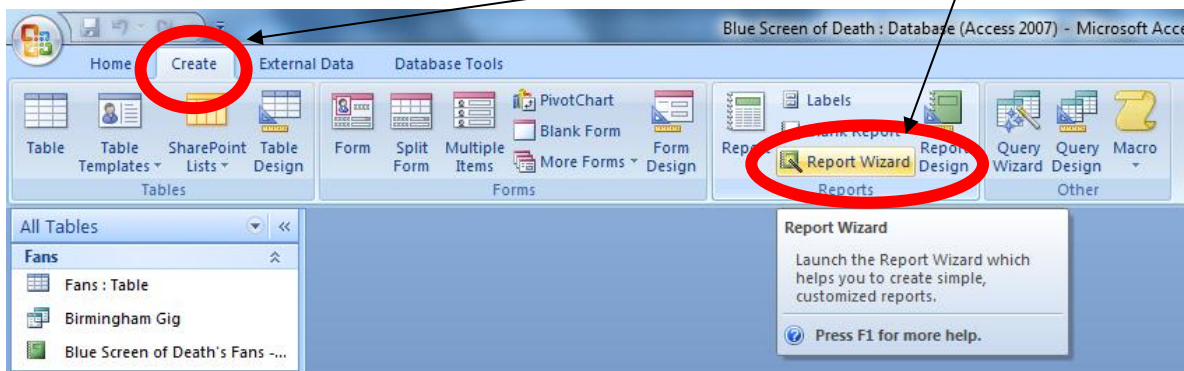 Blue Screen of Death : Database (Access 2007) - Microsoft Acce
Home Create External Data Database Tools
Table
Table Templates
SharePoint Lists
Table Design
Tables
Form
Split Form
Multiple Items
PivotChart
Blank Form
More Forms
Form Design
Forms
Report
Labels
Blank Report
Report Wizard
Report Design
Reports
Query Wizard
Query Design
Macro
Other
All Tables
Fans
Fans : Table
Birmingham Gig
Blue Screen of Death's Fans -...
Report Wizard
Launch the Report Wizard which
helps you to create simple,
customized reports.
Press F1 for more help.